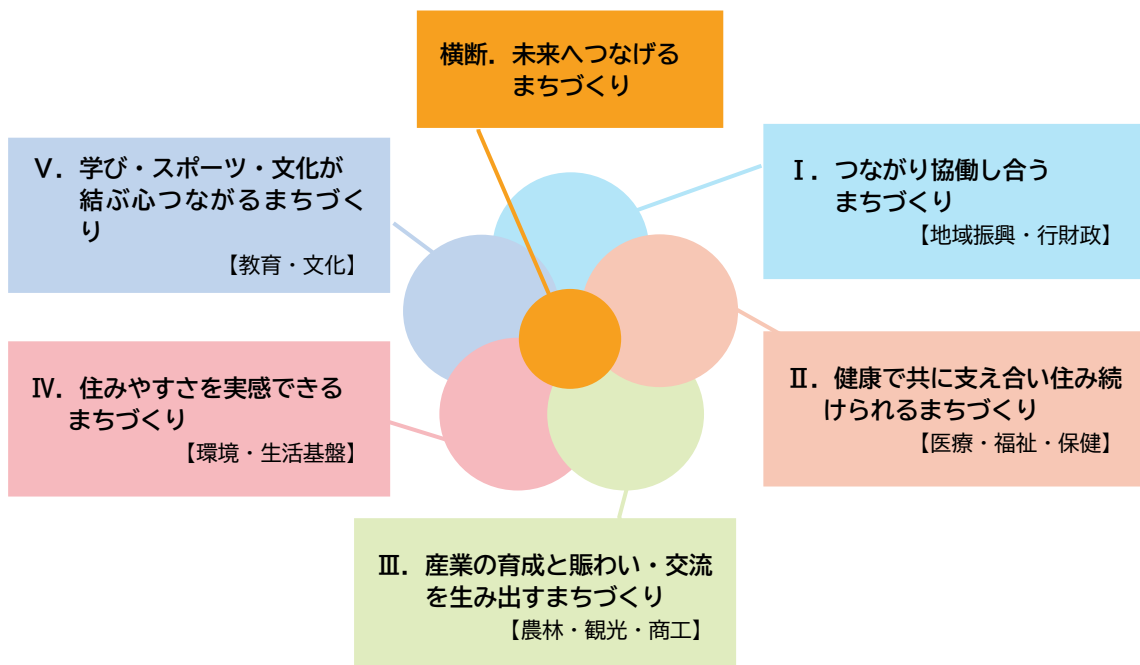 横断．未来へつなげる
まちづくり
Ⅰ．つながり協働し合う
まちづくり
【地域振興・行財政】
Ⅱ．健康で共に支え合い住み続
けられるまちづくり
【医療・福祉・保健】
Ⅲ．産業の育成と賑わい・交流
を生み出すまちづくり
【農林・観光・商工】
Ⅳ．住みやすさを実感できる
まちづくり
【環境・生活基盤】
Ⅴ．学び・スポーツ・文化が
結ぶ心つながるまちづく
り
【教育・文化】